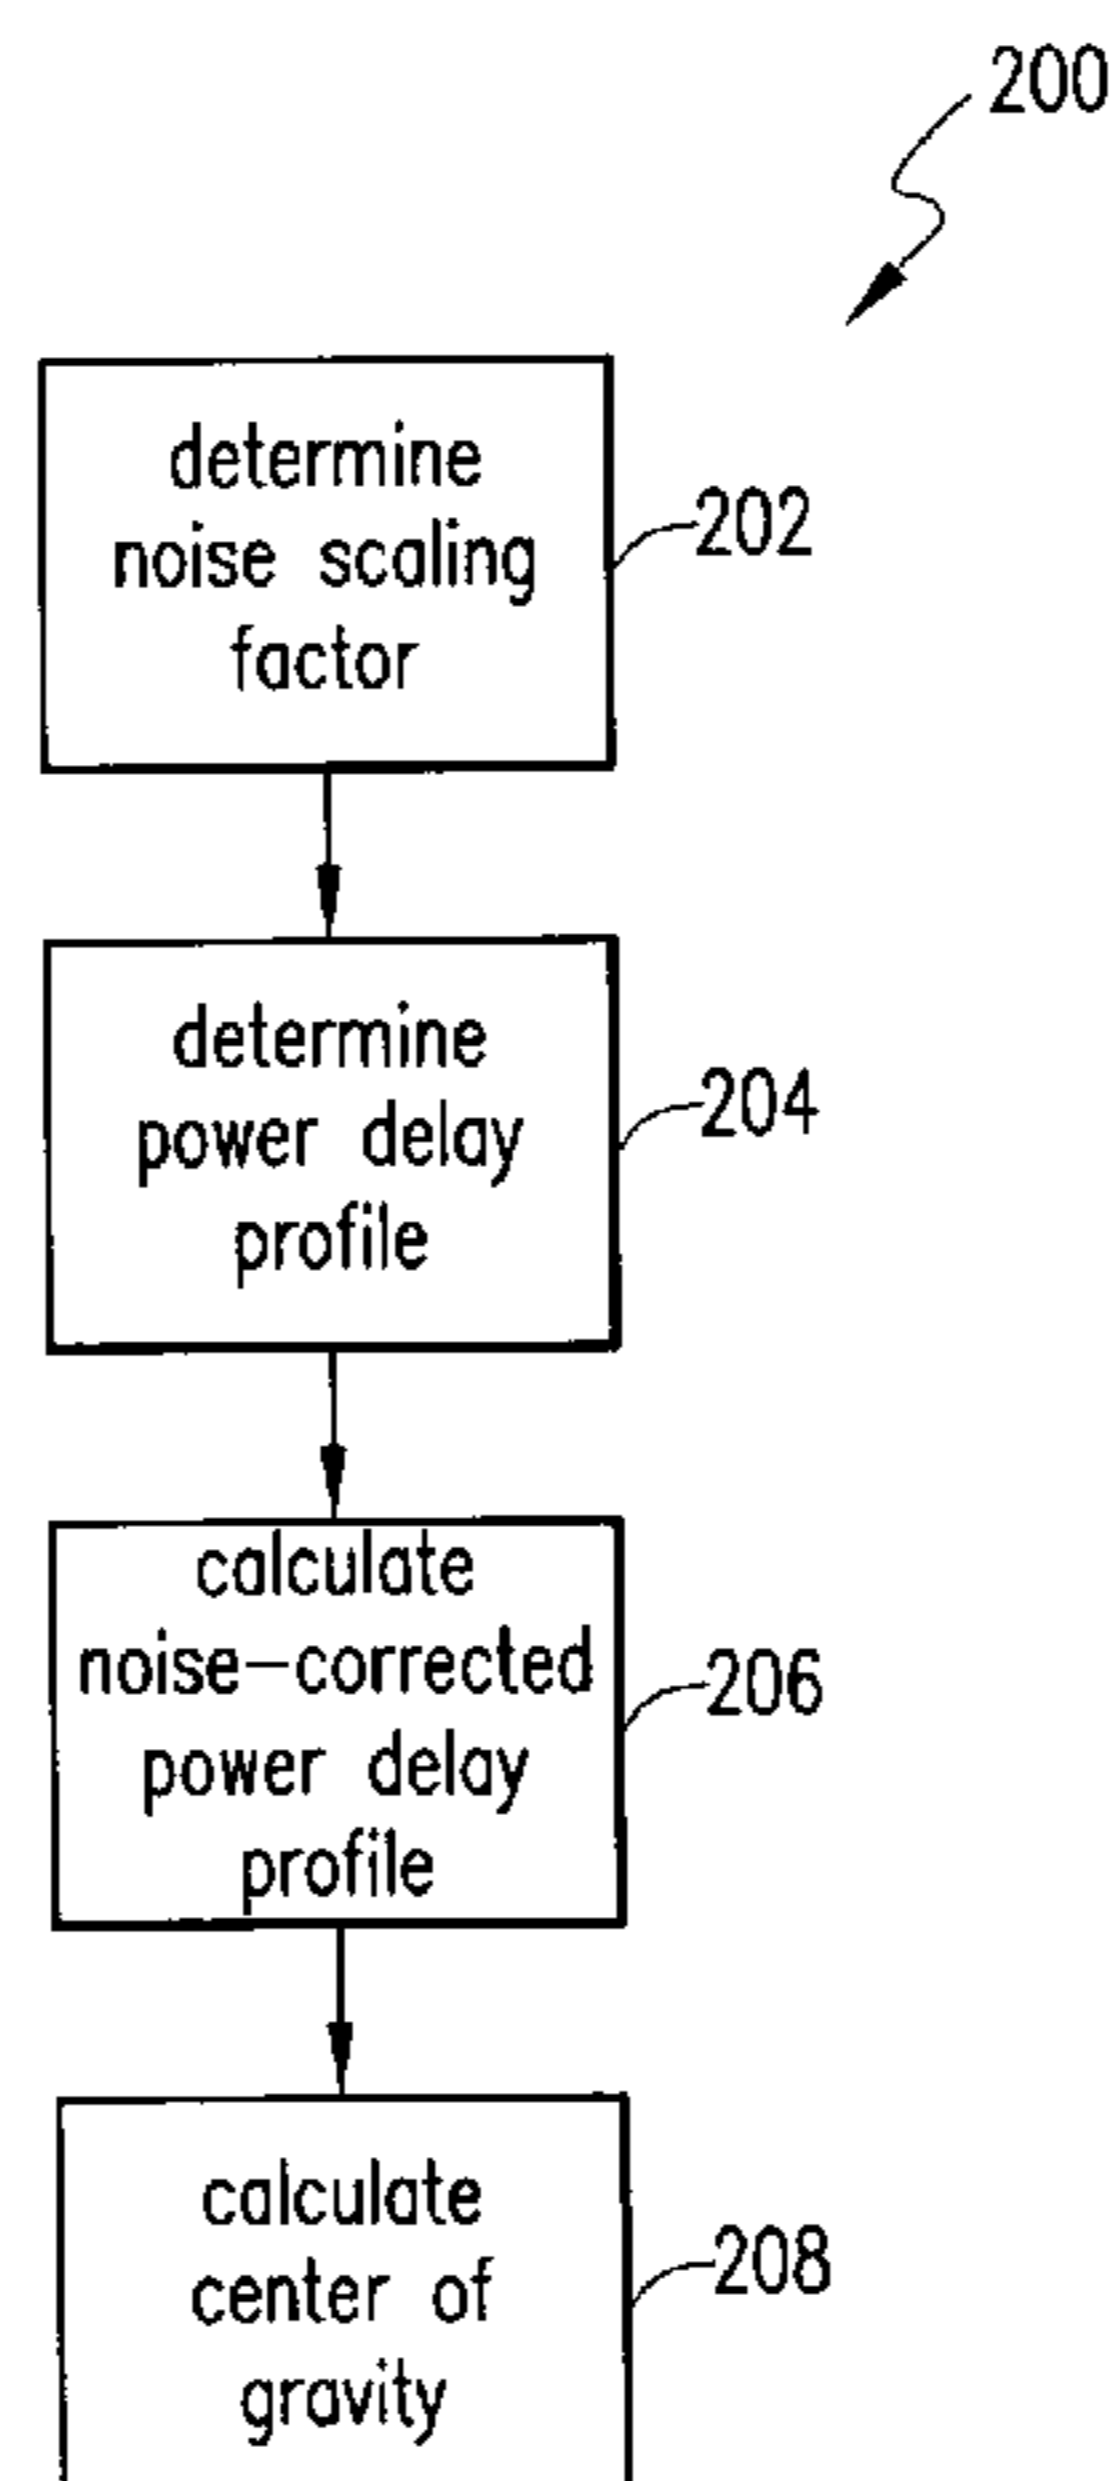 200
determine
noise scaling
factor
202
determine
power delay
profile
204
calculate
noise-corrected
power delay
profile
206
calculate
center of
gravity
208